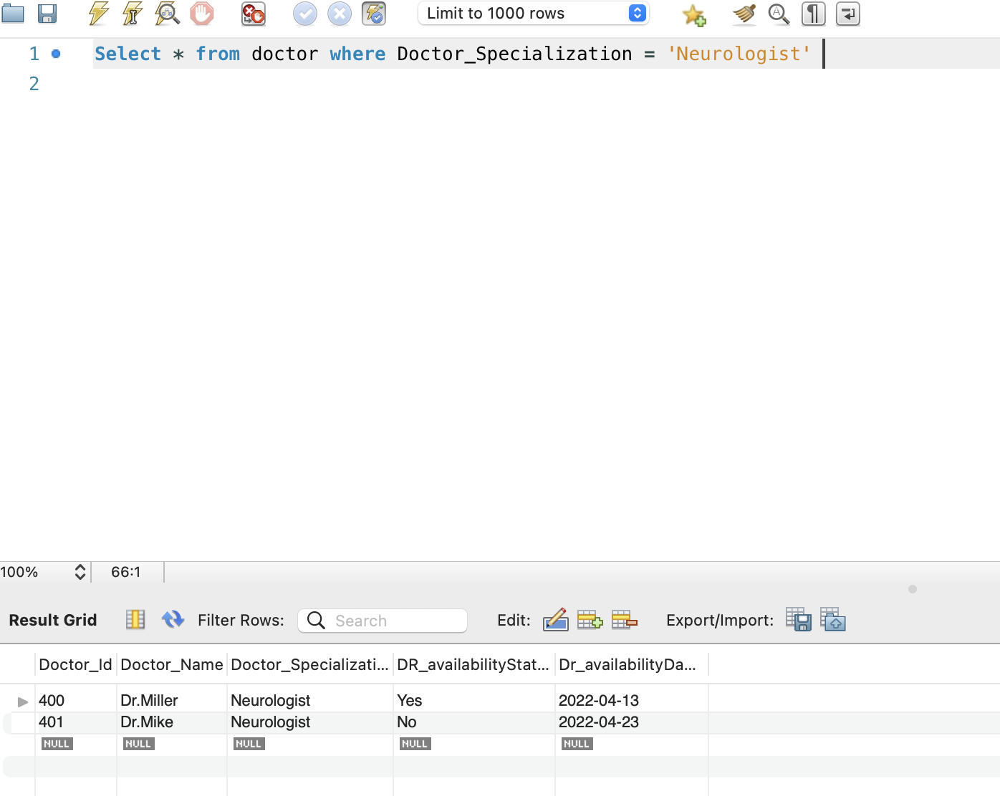 Limit to 1000 rows
1 Select * from doctor where Doctor_Specialization = 'Neurologist'
2
100% 66:1
Result Grid Filter Rows: Search Edit: Export/Import:
Doctor_Id Doctor_Name Doctor_Specializati... DR_availabilityStat... Dr_availabilityDa...
400 Dr.Miller Neurologist Yes 2022-04-13
401 Dr.Mike Neurologist No 2022-04-23
NULL NULL NULL NULL NULL